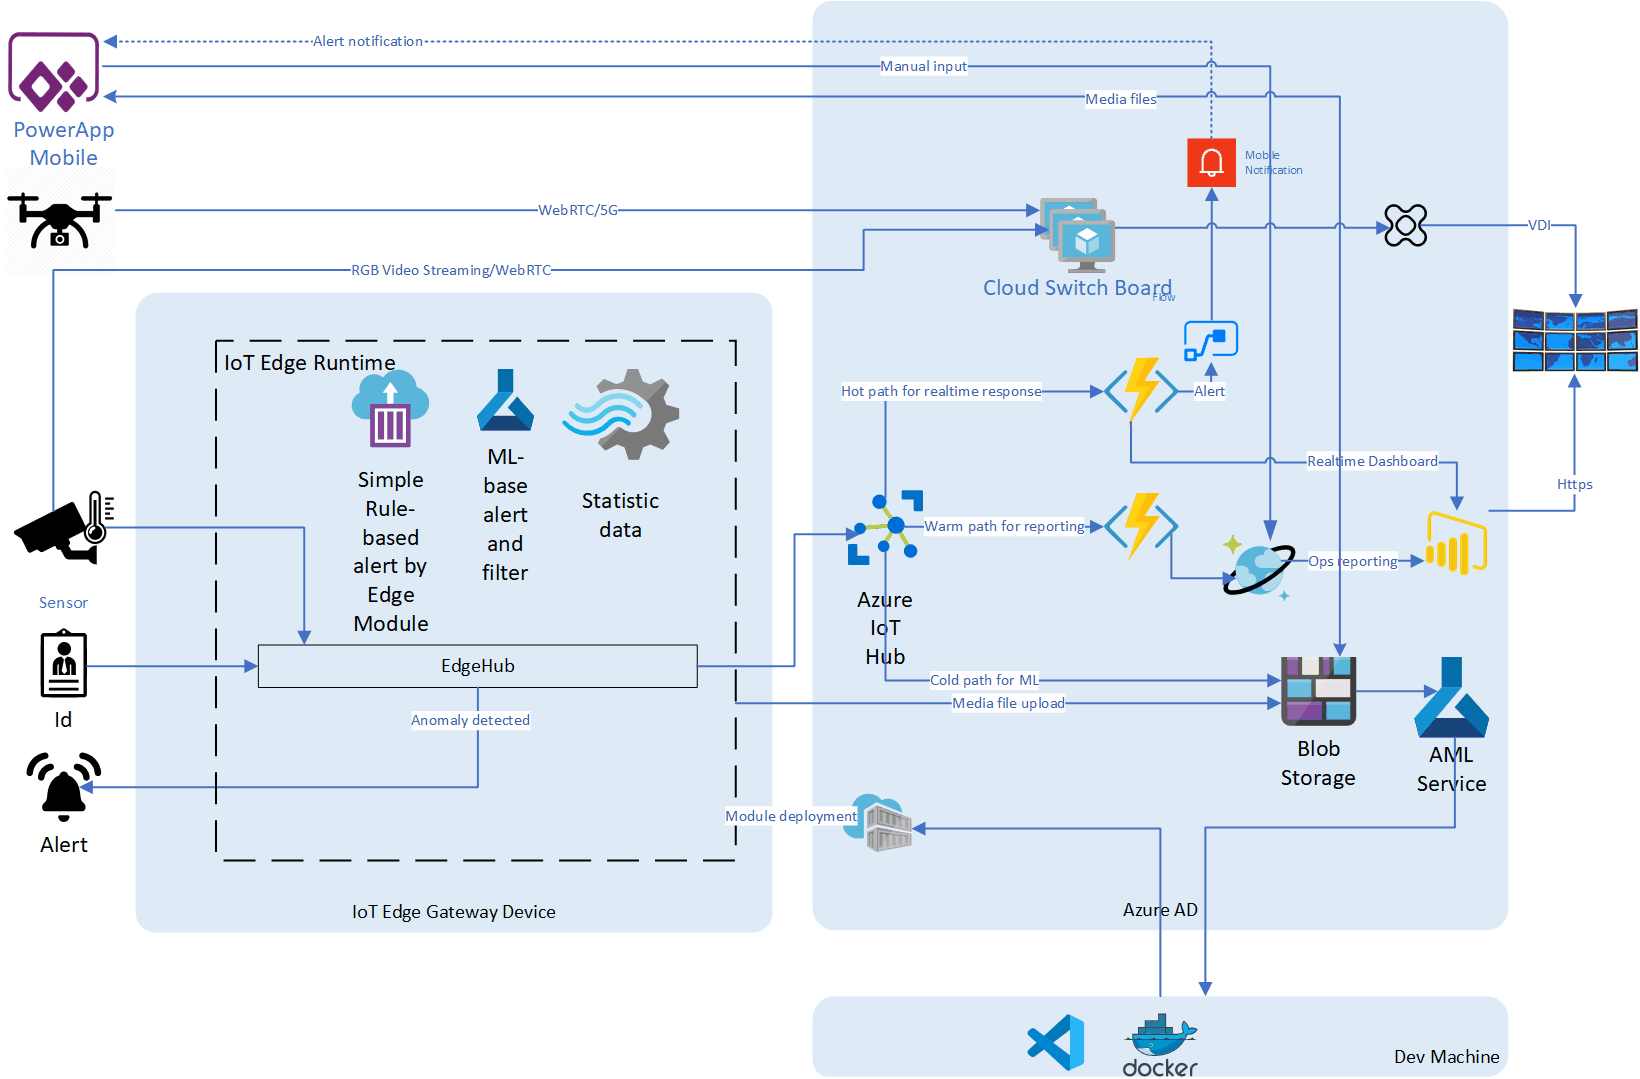 Alert notification
Manual input
Media files
PowerApp
Mobile
Mobile
Notification
WebRTC/5G
VDI
RGB Video Streaming/WebRTC
Cloud Switch Board
Flow
IoT Edge Runtime
Hot path for realtime response
Alert
Simple
Rule-
based
alert by
Edge
Module
ML-
base
alert
and
filter
Statistic
data
Realtime Dashboard
Https
Warm path for reporting
Ops reporting
Sensor
Azure
IoT
Hub
EdgeHub
Id
Anomaly detected
Cold path for ML
Media file upload
Blob
Storage
AML
Service
Alert
Module deployment
IoT Edge Gateway Device
Azure AD
docker
Dev Machine